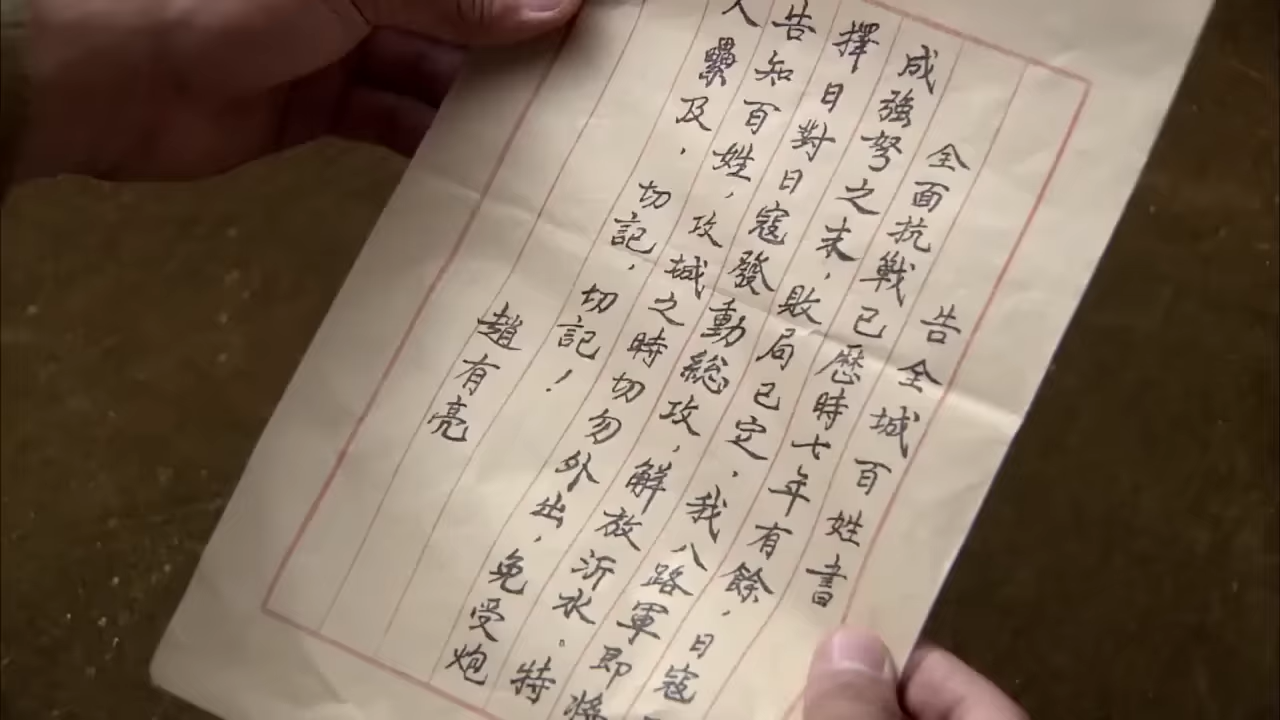 告全城百姓書
全面抗戰已歷時七年有餘，日寇
成強弩之末，敗局已定，我八路軍即將
擇日對日寇發動総攻，解放沂水。特
告知百姓，攻城之時切勿外出，免受炮
纍及，切記，切記！
趙有亮